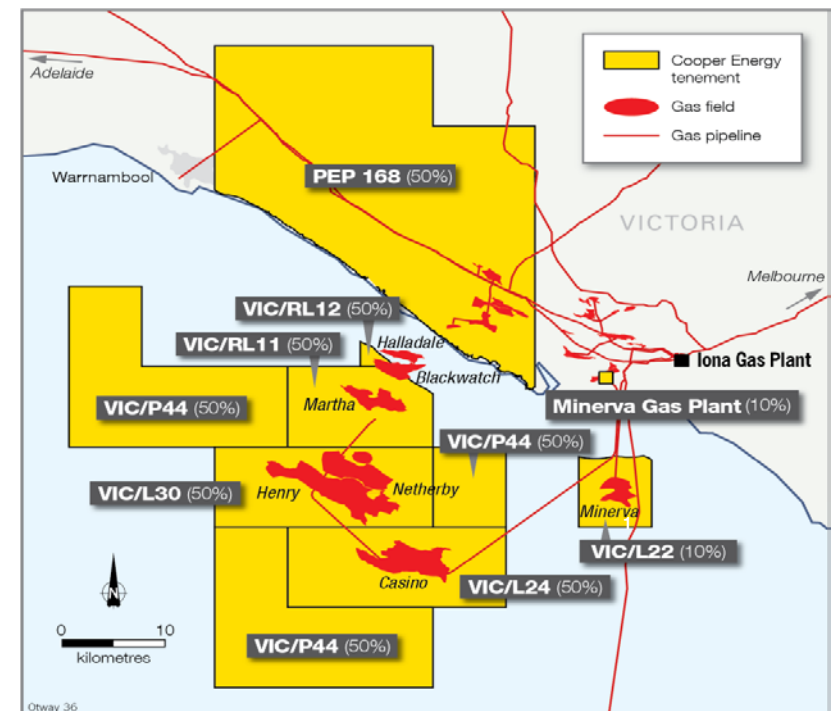 Adelaide
Cooper Energy
tenement
Gas field
Gas pipeline
Warrnambool
PEP 168 (50%)
VICTORIA
Melbourne
VIC/RL12 (50%)
VIC/RL11 (50%)
Halladale
Blackwatch
Iona Gas Plant
Martha
VIC/P44 (50%)
Minerva Gas Plant (10%)
VIC/P44 (50%)
VIC/L30 (50%)
Henry
Netherby
Minerva
1
VIC/L22 (10%)
Casino
VIC/L24 (50%)
N
0 10
kilometres
VIC/P44 (50%)
Otway 36